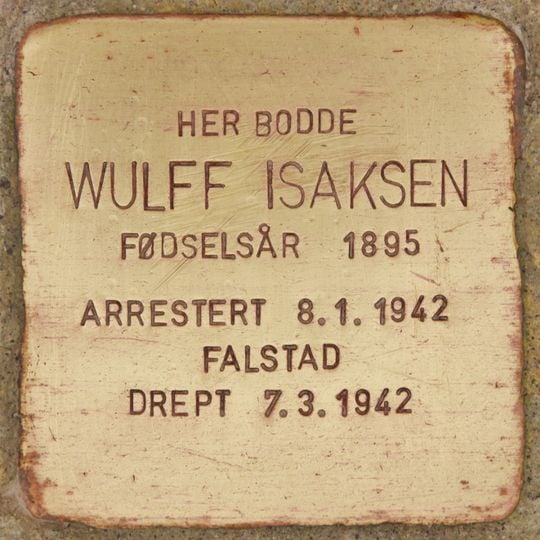 HER BODDE
WULFF ISAKSEN
FØDSELSÅR 1895
ARRESTERT 8.1.1942
FALSTAD
DREPT 7.3.1942